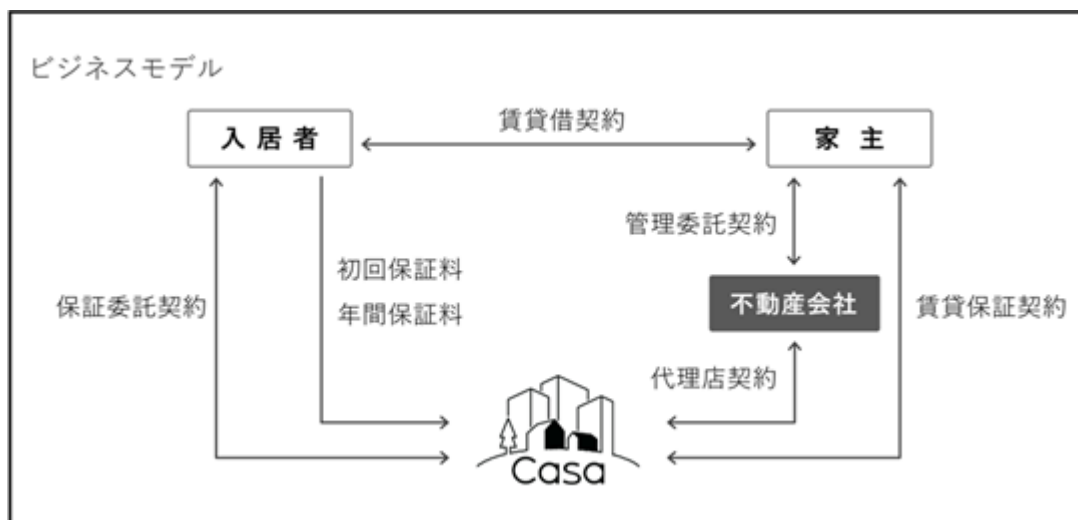 ビジネスモデル
入居者
賃貸借契約
家主
管理委託契約
初回保証料
年間保証料
保証委託契約
不動産会社
賃貸保証契約
代理店契約
Casa